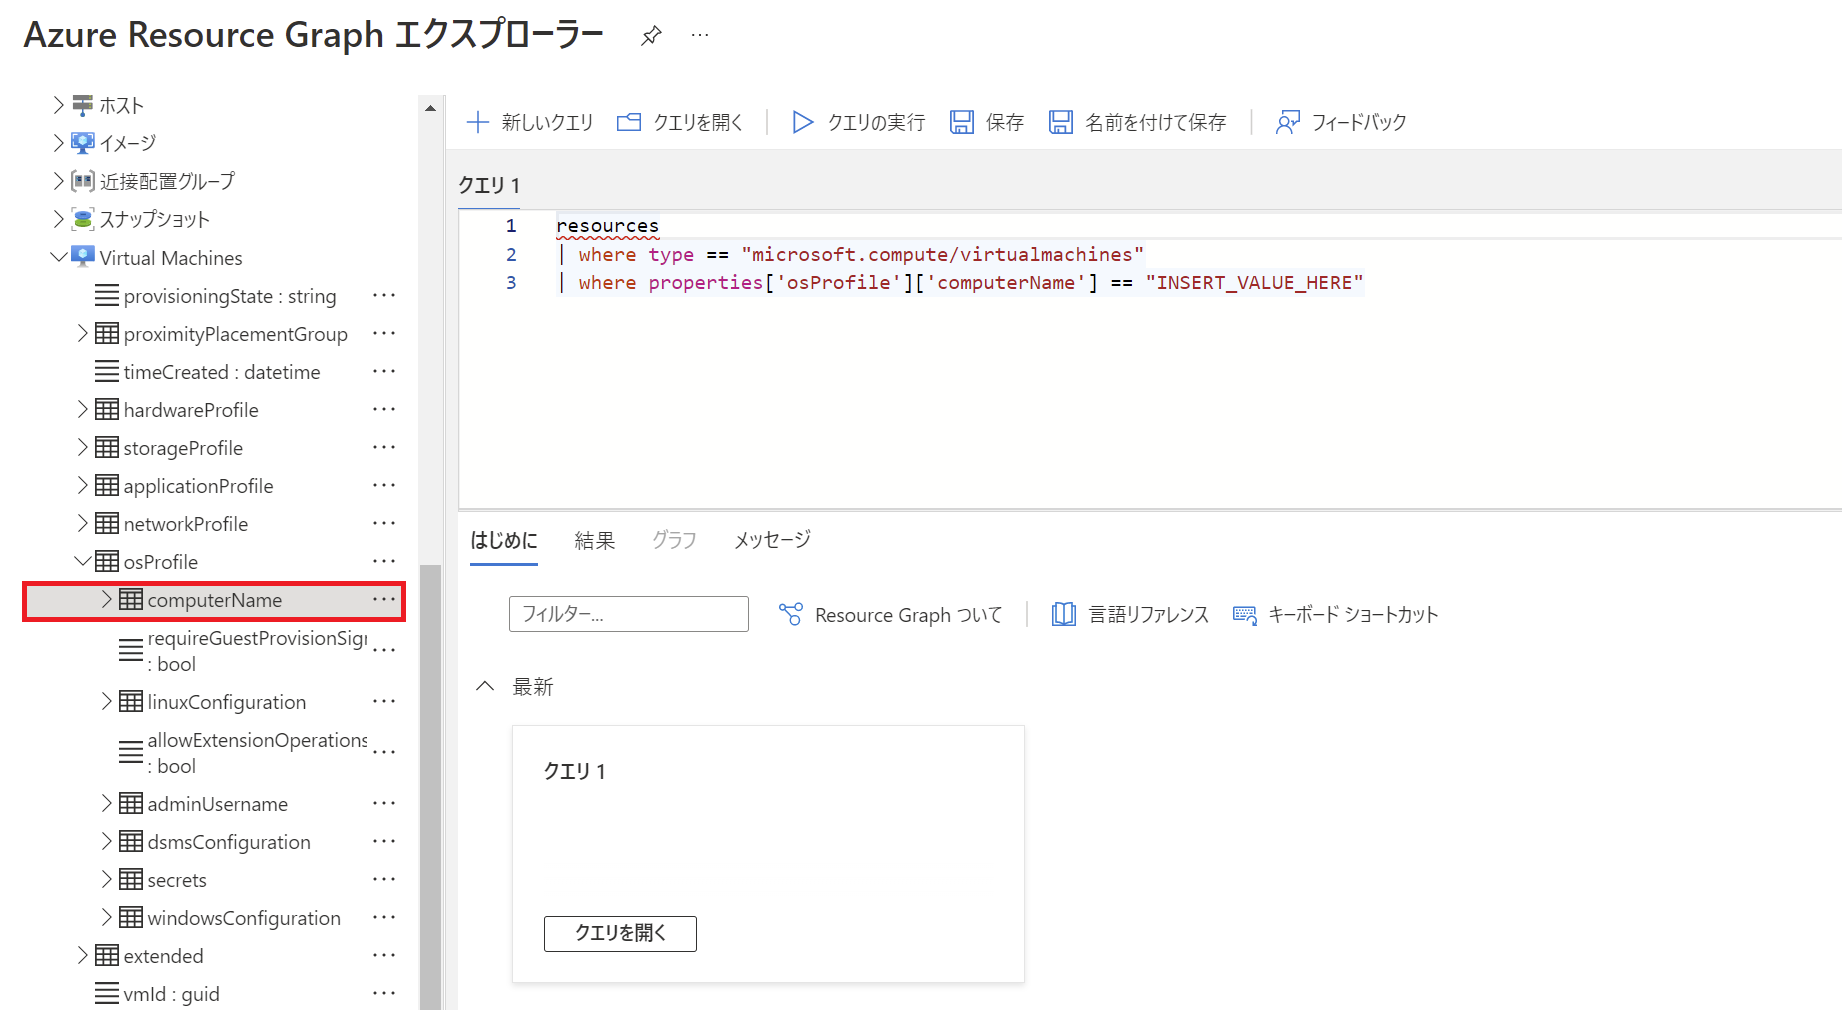 Azure Resource Graph エクスプローラー
ホスト
イメージ
近接配置グループ
スナップショット
Virtual Machines
provisioningState : string
proximityPlacementGroup
timeCreated : datetime
hardwareProfile
storageProfile
applicationProfile
networkProfile
osProfile
computerName
requireGuestProvisionSigr
: bool
linuxConfiguration
allowExtensionOperations
: bool
adminUsername
dsmsConfiguration
secrets
windowsConfiguration
extended
vmId : guid
新しいクエリ クエリを開く クエリの実行 保存 名前を付けて保存 フィードバック
クエリ 1
1 resources
2 | where type == "microsoft.compute/virtualmachines"
3 | where properties['osProfile']['computerName'] == "INSERT_VALUE_HERE"
はじめに 結果 グラフ メッセージ
フィルター... Resource Graph ついて 言語リファレンス キーボード ショートカット
最新
クエリ 1
クエリを開く